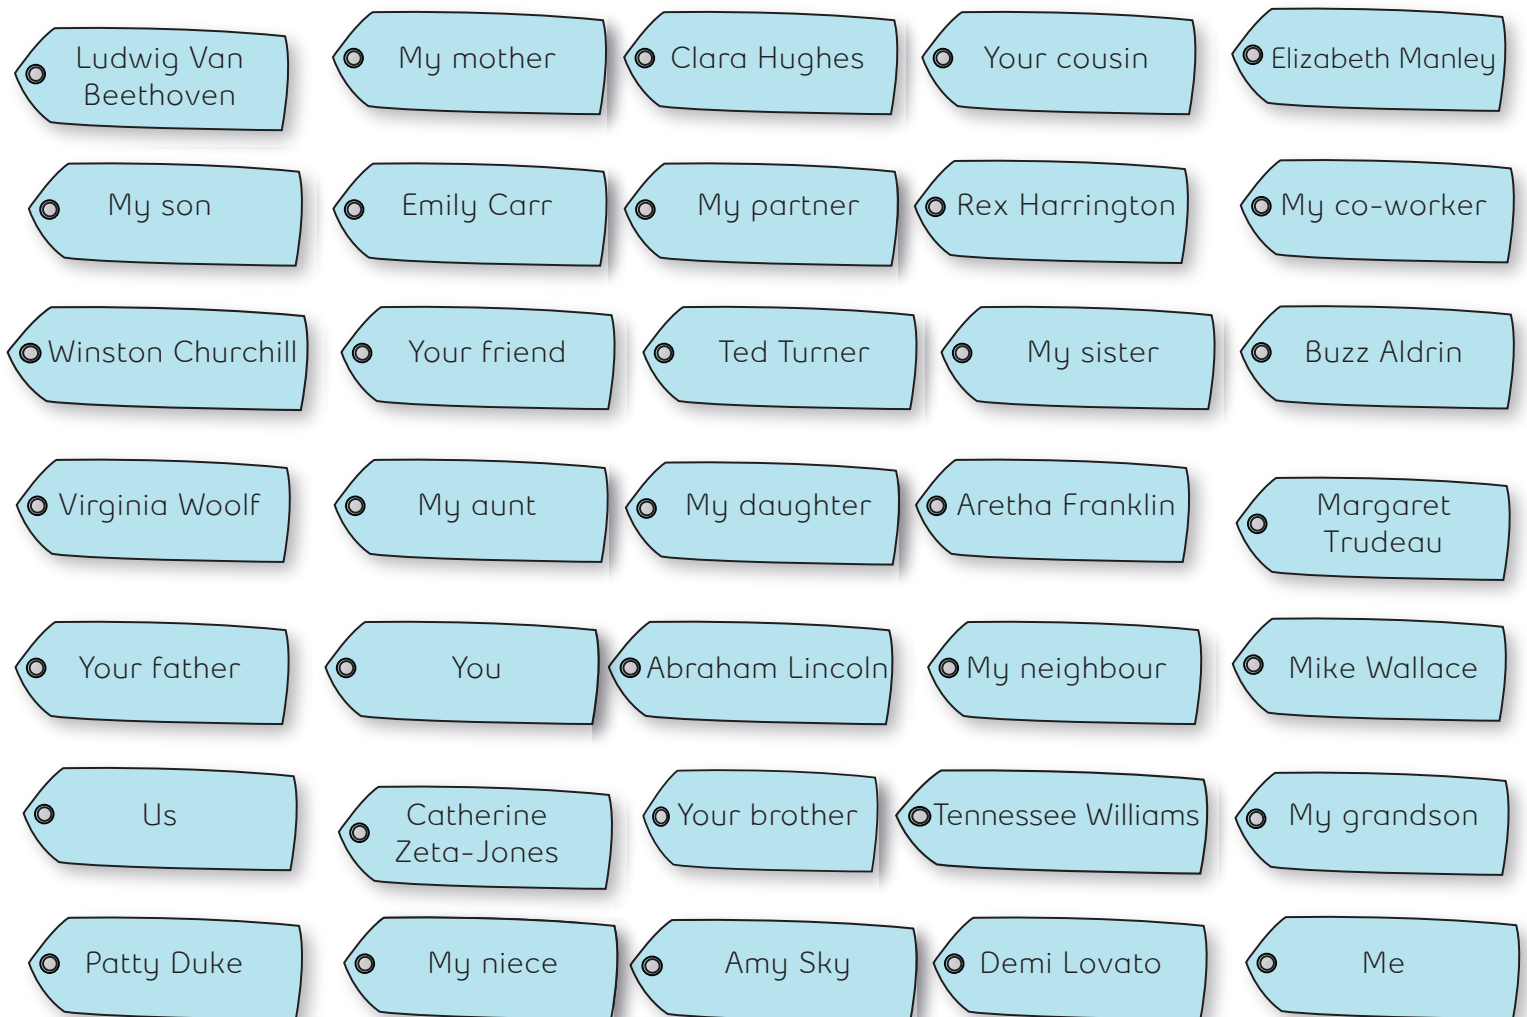 Ludwig Van
Beethoven
My mother
Clara Hughes
Your cousin
Elizabeth Manley
My son
Emily Carr
My partner
Rex Harrington
My co-worker
Winston Churchill
Your friend
Ted Turner
My sister
Buzz Aldrin
Virginia Woolf
My aunt
My daughter
Aretha Franklin
Margaret
Trudeau
Your father
You
Abraham Lincoln
My neighbour
Mike Wallace
Us
Catherine
Zeta-Jones
Your brother
Tennessee Williams
My grandson
Patty Duke
My niece
Amy Sky
Demi Lovato
Me